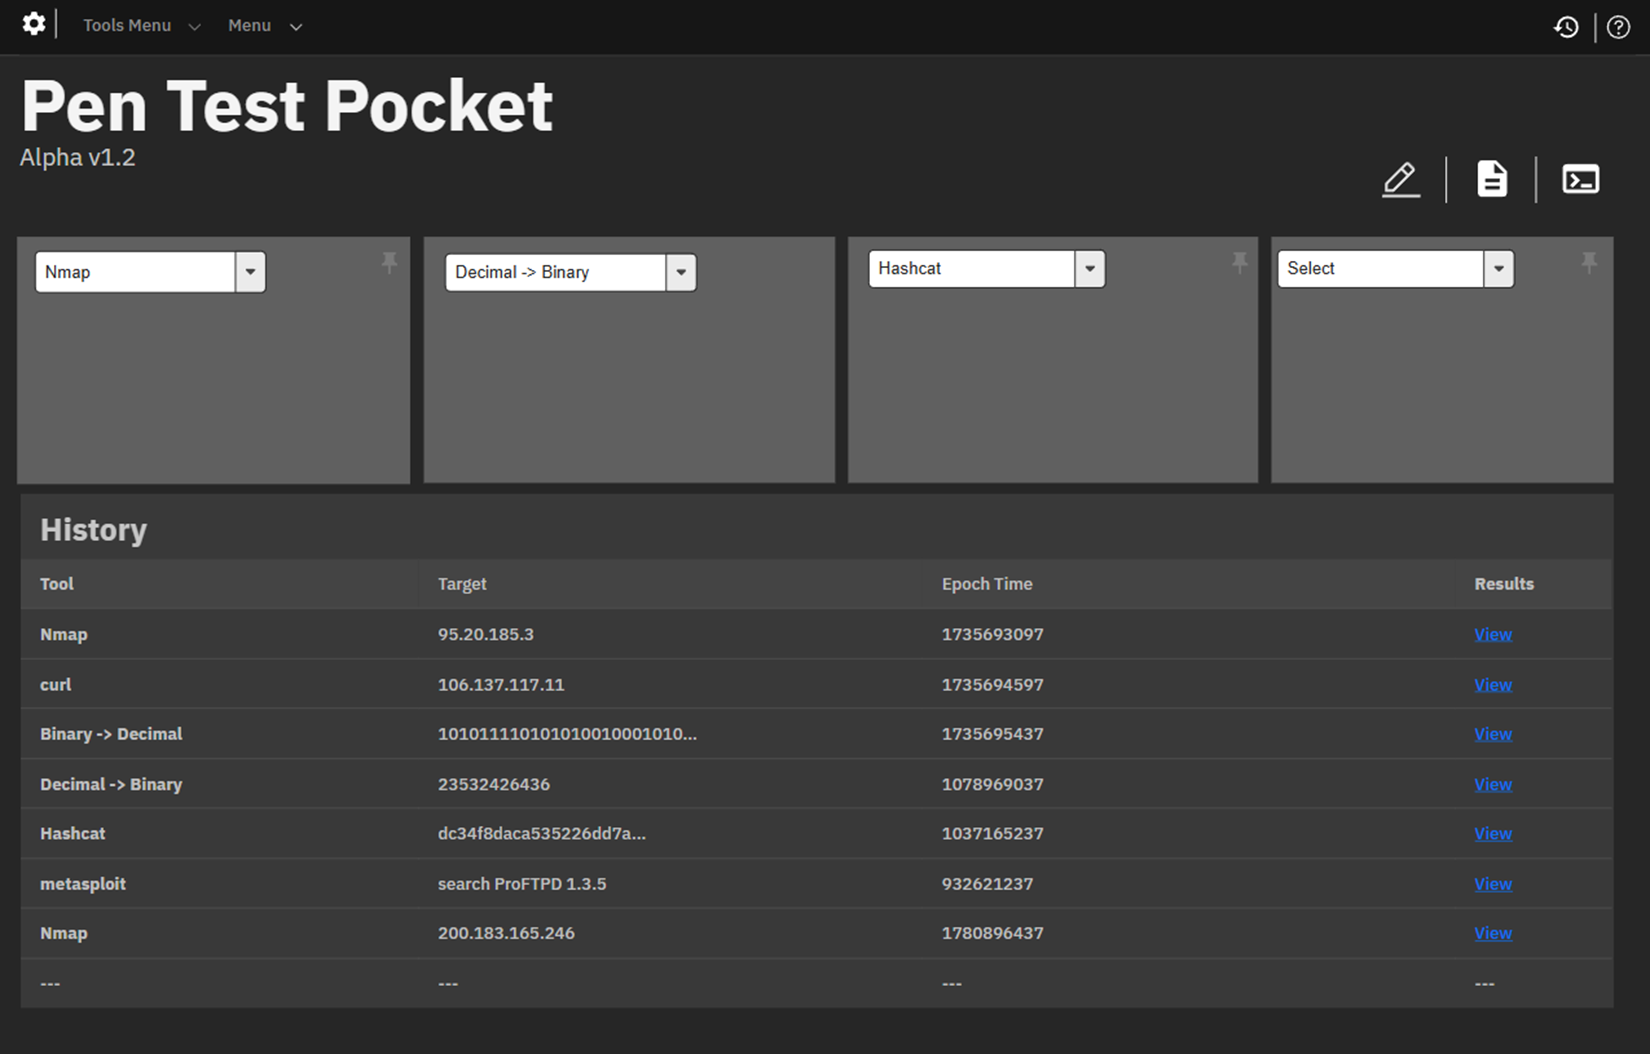 Tools Menu Menu
Pen Test Pocket
Alpha v1.2
Nmap Decimal -> Binary Hashcat Select
History
Tool Target Epoch Time Results
Nmap 95.20.185.3 1735693097 View
curl 106.137.117.11 1735694597 View
Binary -> Decimal 101011110101010010001010... 1735695437 View
Decimal -> Binary 23532426436 1078969037 View
Hashcat dc34f8daca535226dd7a... 1037165237 View
metasploit search ProFTPD 1.3.5 932621237 View
Nmap 200.183.165.246 1780896437 View
--- --- --- ---